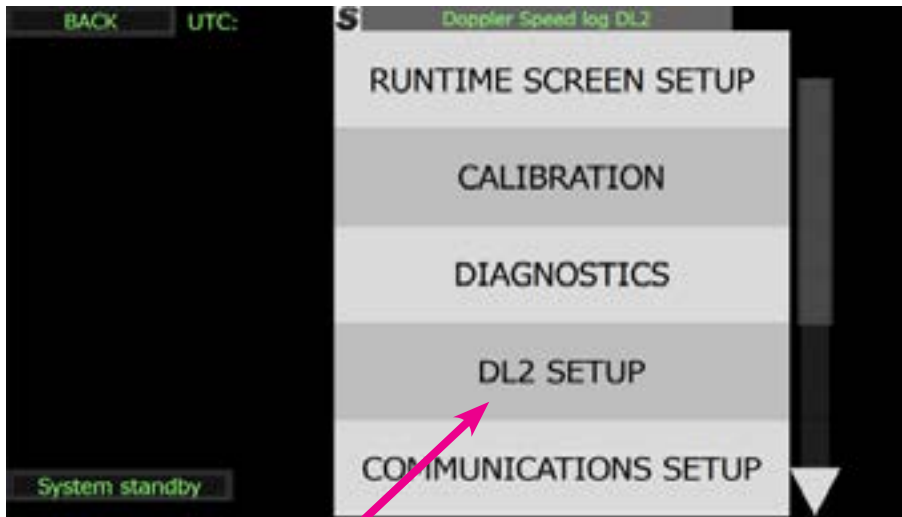 BACK
UTC:
S
Doppler Speed log DL2
RUNTIME SCREEN SETUP
CALIBRATION
DIAGNOSTICS
DL2 SETUP
COMMUNICATIONS SETUP
System standby